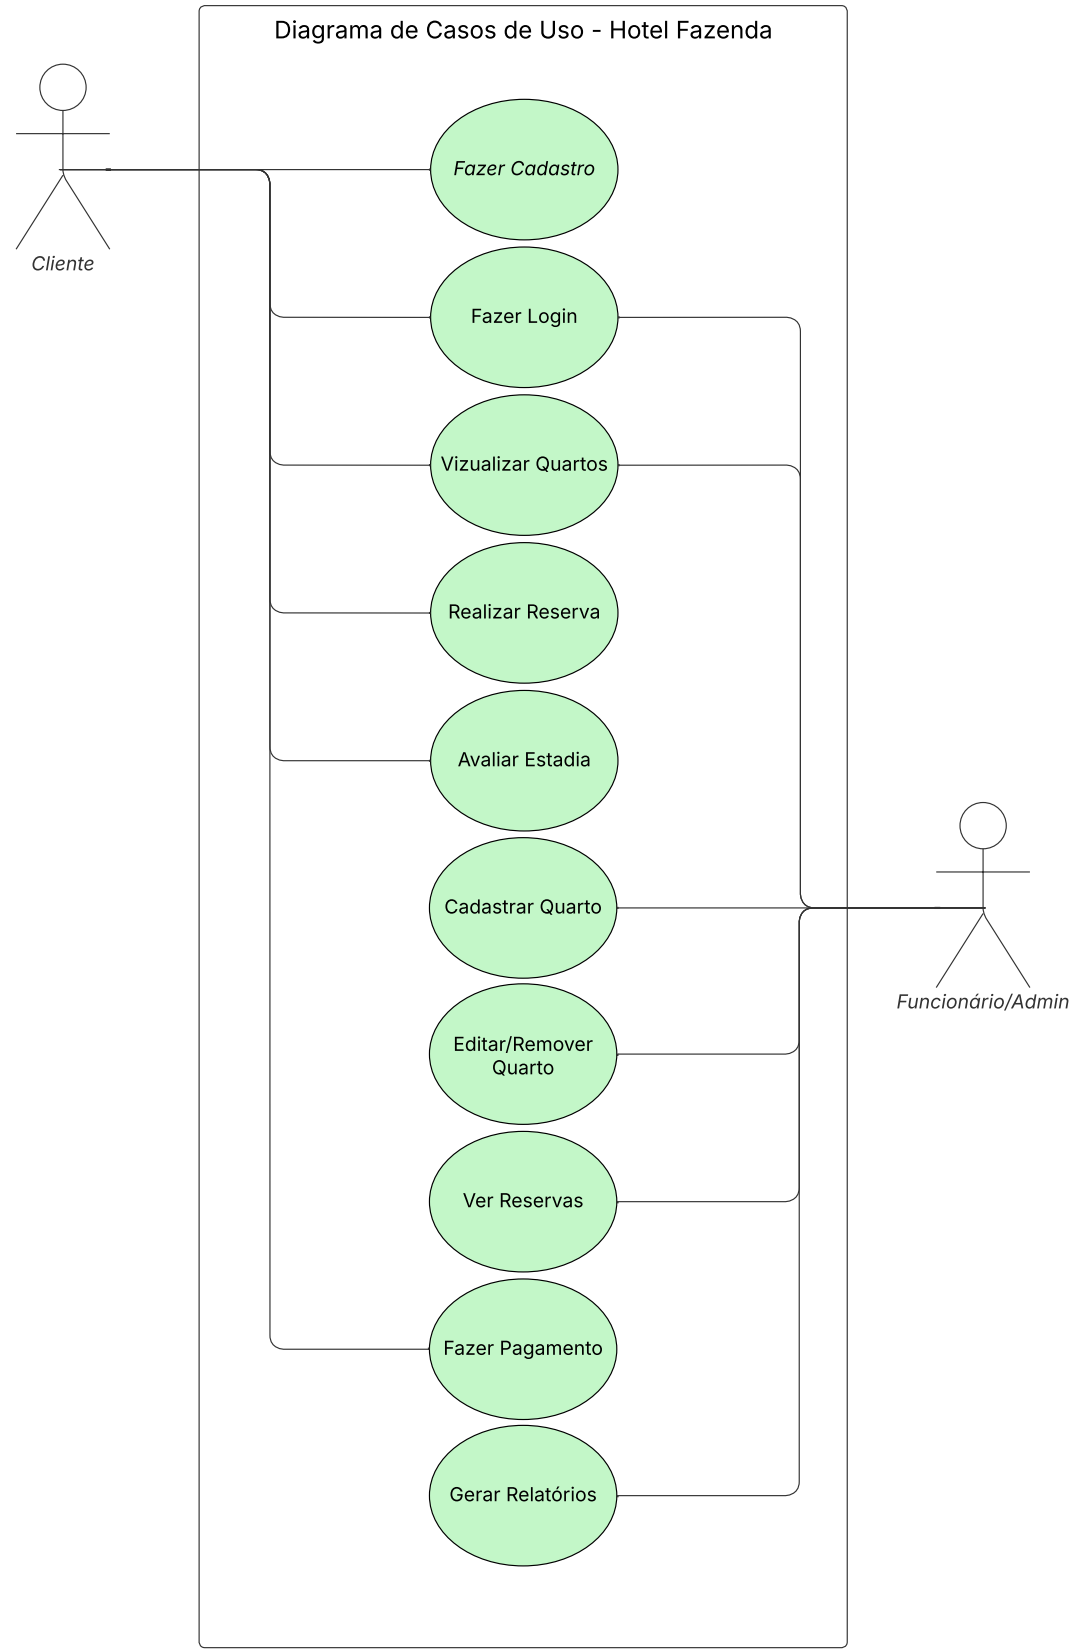 Diagrama de Casos de Uso - Hotel Fazenda
Fazer Cadastro
Cliente
Fazer Login
Vizualizar Quartos
Realizar Reserva
Avaliar Estadia
Cadastrar Quarto
Funcionário/Admin
Editar/Remover
Quarto
Ver Reservas
Fazer Pagamento
Gerar Relatórios